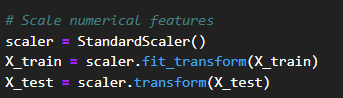 # Scale numerical features
scaler = StandardScaler()
X_train = scaler.fit_transform(X_train)
X_test = scaler.transform(X_test)